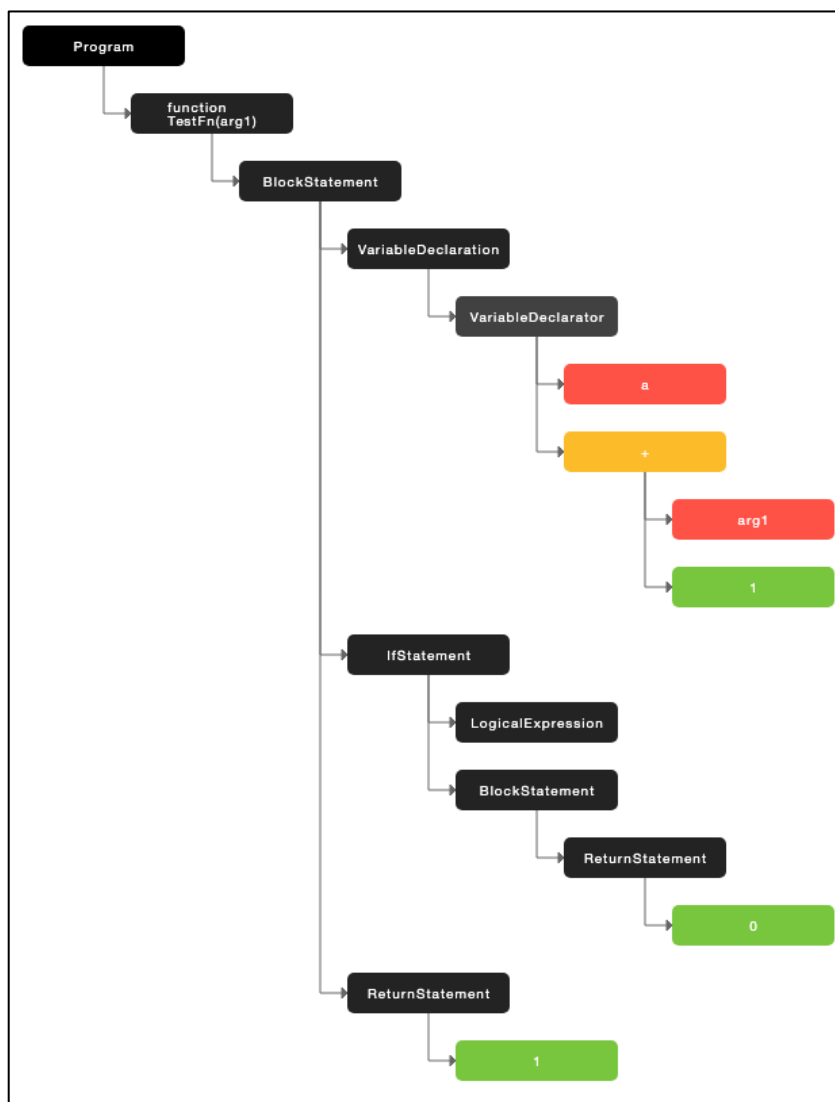 Program
function
TestFn(arg1)
BlockStatement
VariableDeclaration
VariableDeclarator
a
+
arg1
1
IfStatement
LogicalExpression
BlockStatement
ReturnStatement
0
ReturnStatement
1